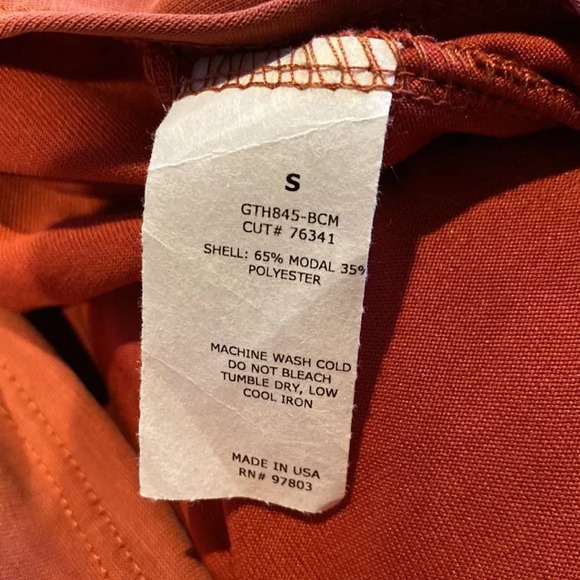 S
GTH845-BCM
CUT# 76341
SHELL: 65% MODAL 35%
POLYESTER
MACHINE WASH COLD
DO NOT BLEACH
TUMBLE DRY, LOW
COOL IRON
MADE IN USA
RN# 97803